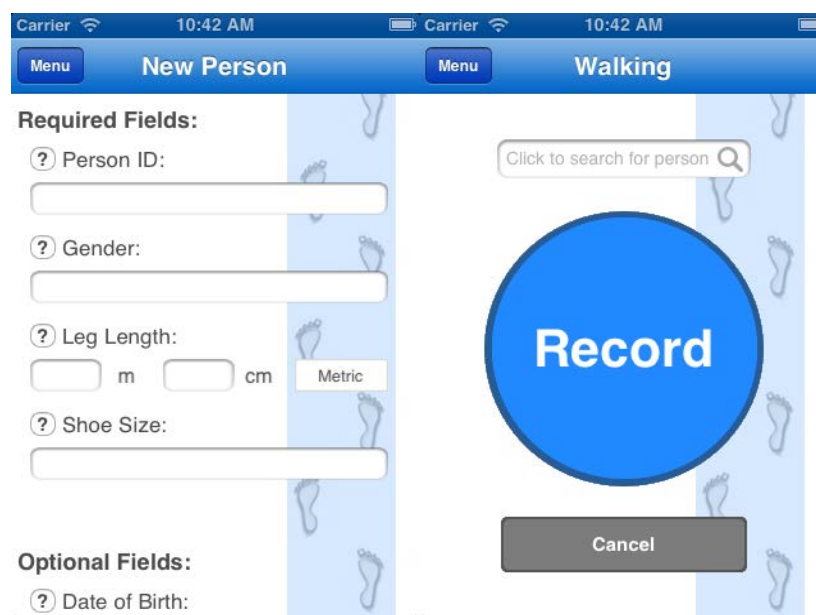 Carrier 10:42 AM
Menu New Person
Required Fields:
? Person ID:
? Gender:
? Leg Length:
m cm Metric
? Shoe Size:
Optional Fields:
? Date of Birth:
Carrier 10:42 AM
Menu Walking
Click to search for person
Record
Cancel